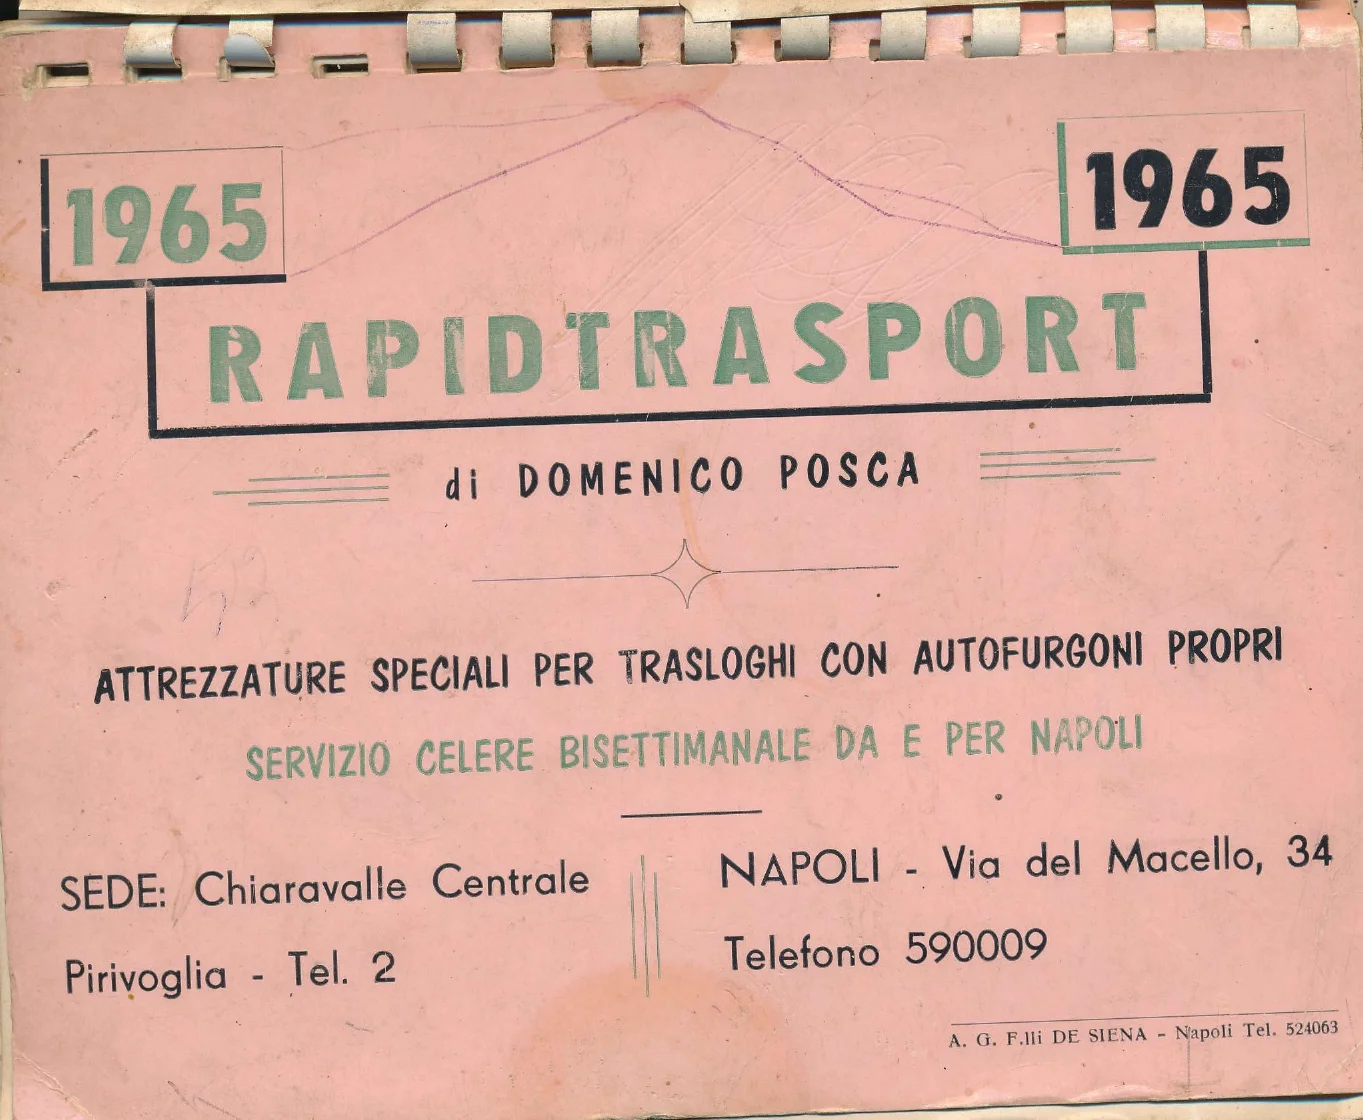 1965
1965
RAPIDTRASPORT
di DOMENICO POSCA
52
ATTREZZATURE SPECIALI PER TRASLOGHI CON AUTOFURGONI PROPRI
SERVIZIO CELERE BISETTIMANALE DA E PER NAPOLI
SEDE: Chiaravalle Centrale
Pirivoglia - Tel. 2
NAPOLI - Via del Macello, 34
Telefono 590009
A. G. F.lli DE SIENA - Napoli Tel. 524063